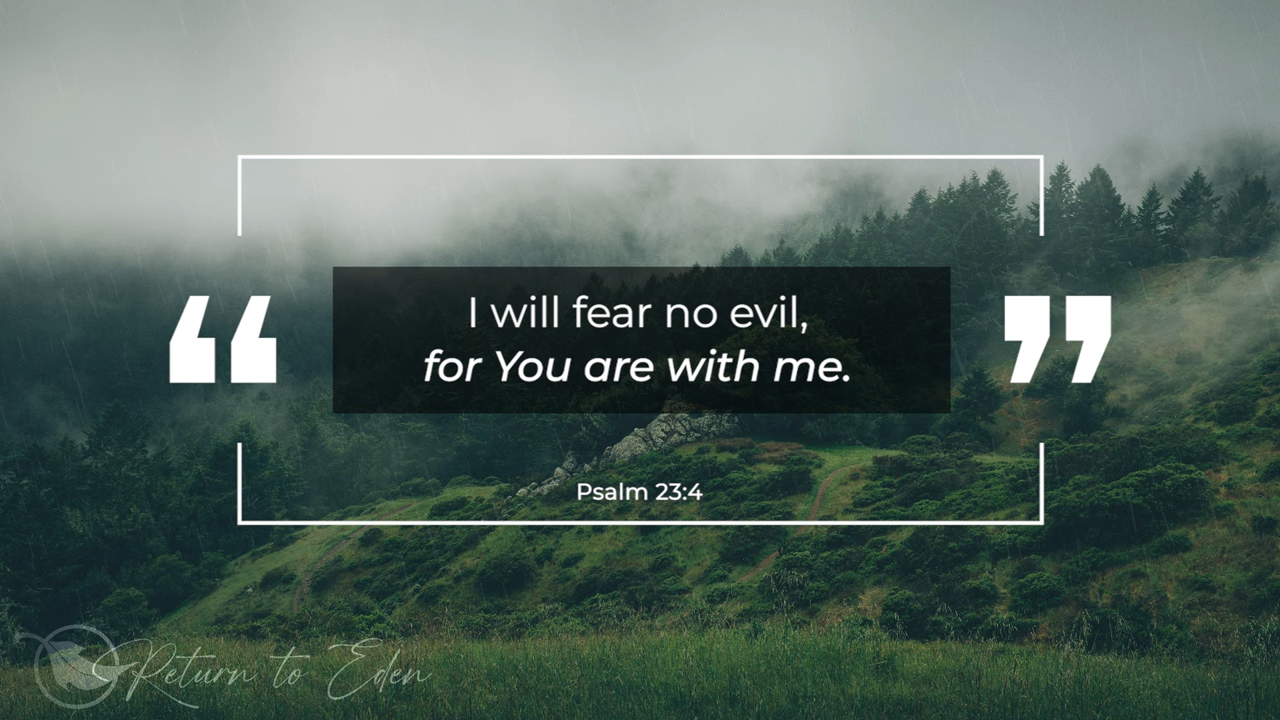 “
I will fear no evil,
for You are with me.
”
Psalm 23:4
Return to Eden